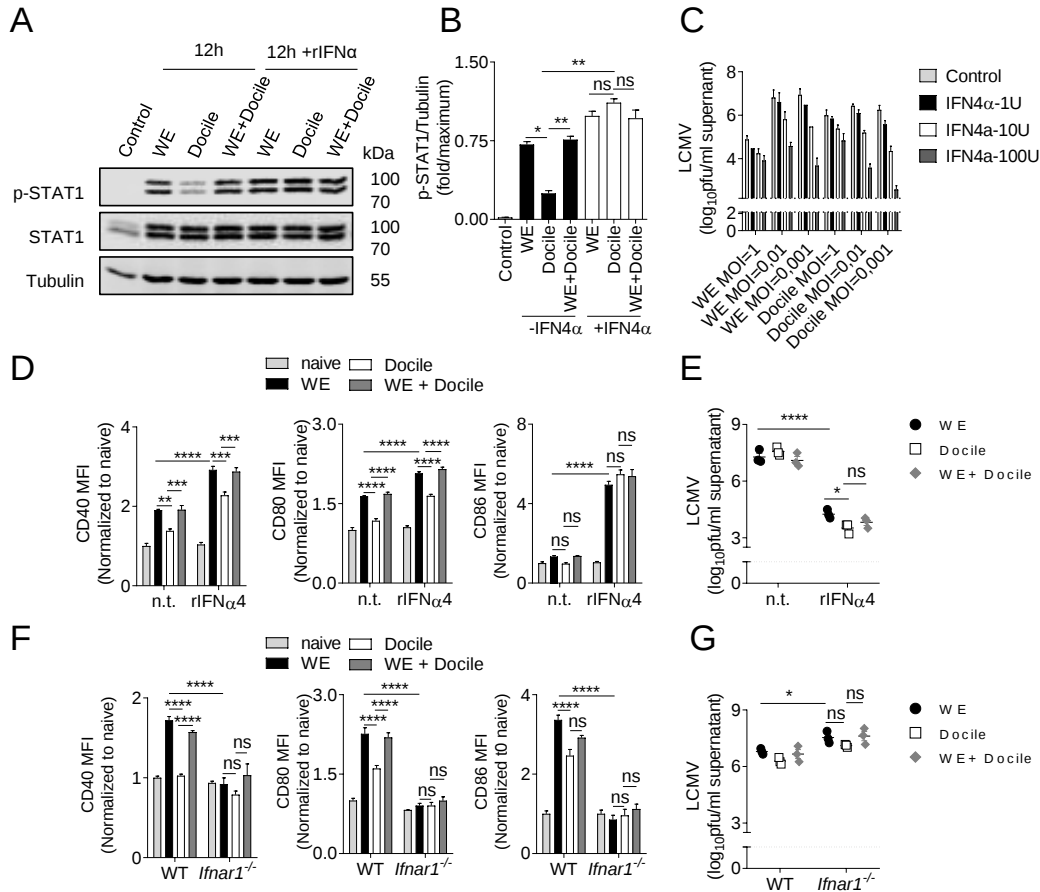 A
12h
12h +rIFNα
Control
WE
Docile
WE+Docile
WE
Docile
WE+Docile
kDa
p-STAT1
100
70
STAT1
100
70
Tubulin
55
B
p-STAT1/Tubulin
(fold/maximum)
1.50
0.75
0.00
**
*
**
ns
ns
Control
WE
Docile
WE+Docile
WE
Docile
WE+Docile
-IFN4α
+IFN4α
C
LCMV
(log10pfu/ml supernant)
8
6
4
2
0
WE MOI=1
WE MOI=0,01
WE MOI=0,001
Docile MOI=1
Docile MOI=0,01
Docile MOI=0,001
Control
IFN4α-1U
IFN4a-10U
IFN4a-100U
D
naive
Docile
WE
WE + Docile
CD40 MFI
(Normalized to naive)
4
2
0
**
***
****
***
***
n.t.
rIFNα4
CD80 MFI
(Normalized to naive)
3.0
1.5
0.0
****
****
****
****
****
n.t.
rIFNα4
CD86 MFI
(Normalized to naive)
8
4
0
ns
ns
****
ns
ns
n.t.
rIFNα4
E
LCMV
(log10pfu/ml supernatant)
9
6
3
0
****
*
ns
n.t.
rIFNα4
WE
Docile
WE+ Docile
F
naive
Docile
WE
WE + Docile
CD40 MFI
(Normalized to naive)
2
1
0
****
****
****
ns
ns
WT
Ifnar1-/-
CD80 MFI
(Normalized to naive)
3.0
1.5
0.0
****
****
****
ns
ns
WT
Ifnar1-/-
CD86 MFI
(Normalized t0 naive)
4
2
0
****
****
ns
ns
WT
Ifnar1-/-
G
LCMV
(log10pfu/ml supernatant)
9
6
3
0
*
ns
ns
WT
Ifnar1-/-
WE
Docile
WE+ Docile